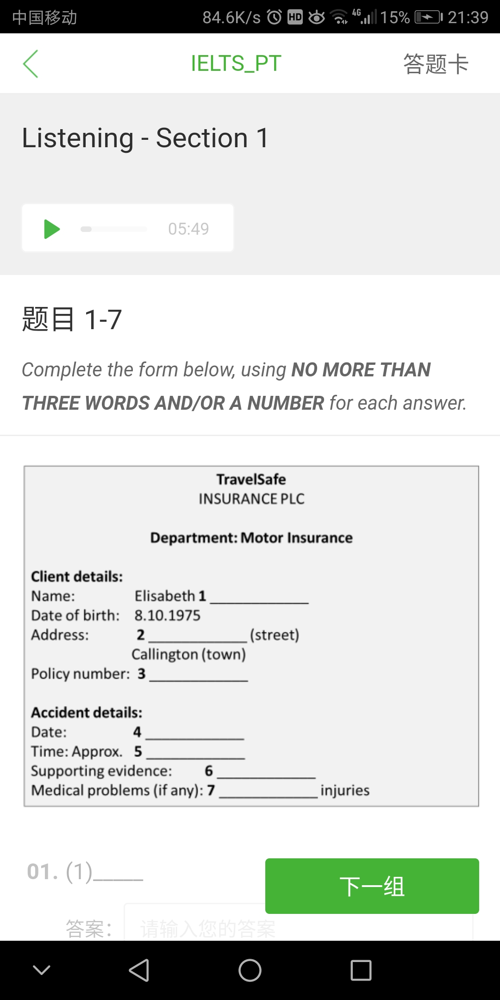 中国移动 84.6K/s HD 4G 15% 21:39
IELTS_PT 答题卡
Listening - Section 1
05:49
题目 1-7
Complete the form below, using NO MORE THAN
THREE WORDS AND/OR A NUMBER for each answer.
TravelSafe
INSURANCE PLC
Department: Motor Insurance
Client details:
Name: Elisabeth 1 ____________
Date of birth: 8.10.1975
Address: 2 ____________ (street)
Callington (town)
Policy number: 3 ____________
Accident details:
Date: 4 ____________
Time: Approx. 5 ____________
Supporting evidence: 6 ____________
Medical problems (if any): 7 ____________ injuries
01. (1)_____
下一组
答案: 请输入您的答案